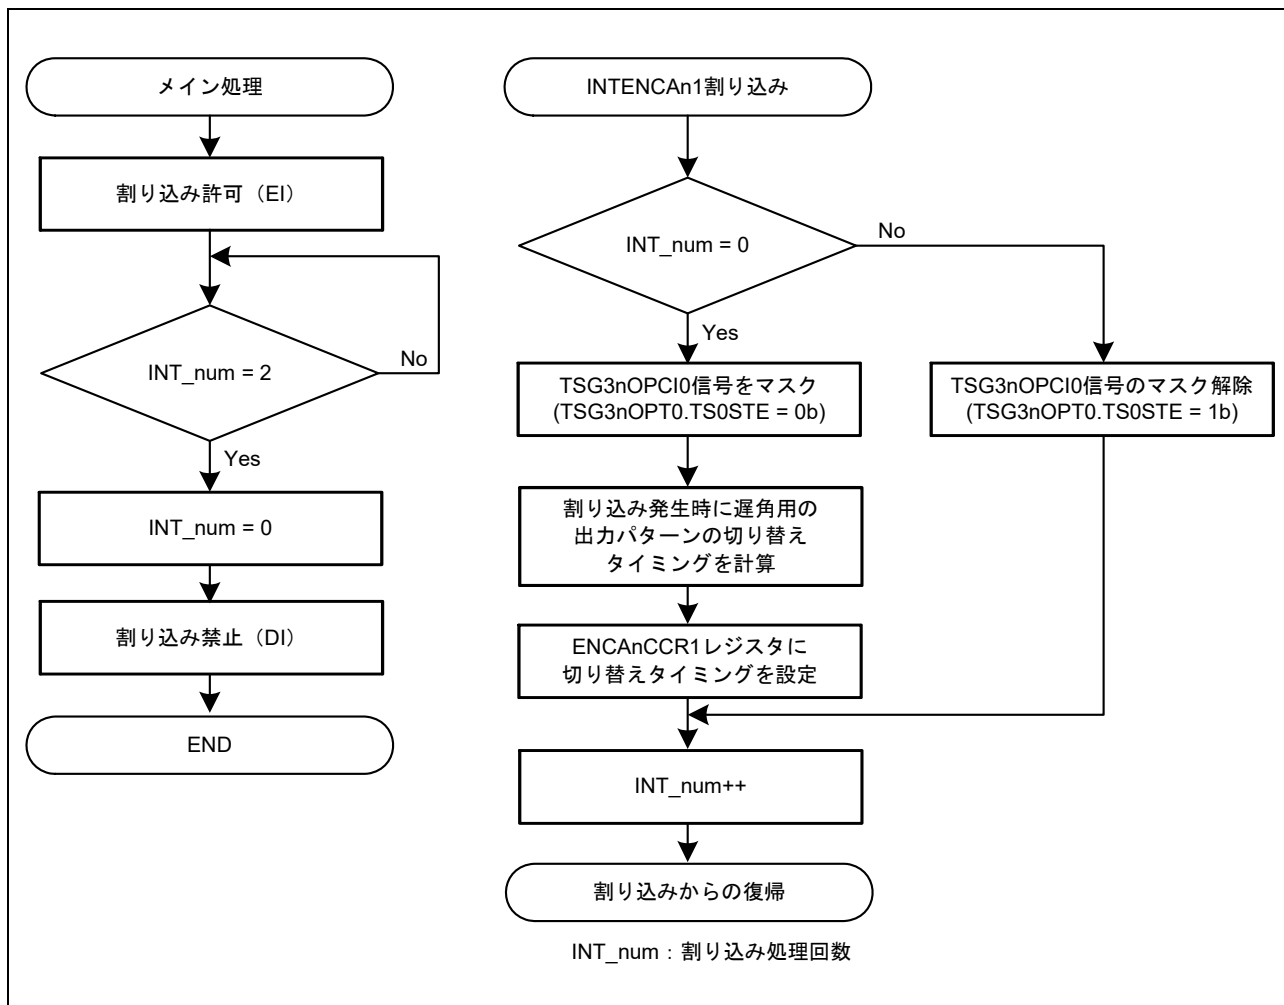 メイン処理
割り込み許可（EI）
INT_num = 2
No
Yes
INT_num = 0
割り込み禁止（DI）
END
INTENCAn1割り込み
INT_num = 0
No
Yes
TSG3nOPCI0信号をマスク
(TSG3nOPT0.TS0STE = 0b)
TSG3nOPCI0信号のマスク解除
(TSG3nOPT0.TS0STE = 1b)
割り込み発生時に遅角用の
出力パターンの切り替え
タイミングを計算
ENCAnCCR1レジスタに
切り替えタイミングを設定
INT_num++
割り込みからの復帰
INT_num：割り込み処理回数